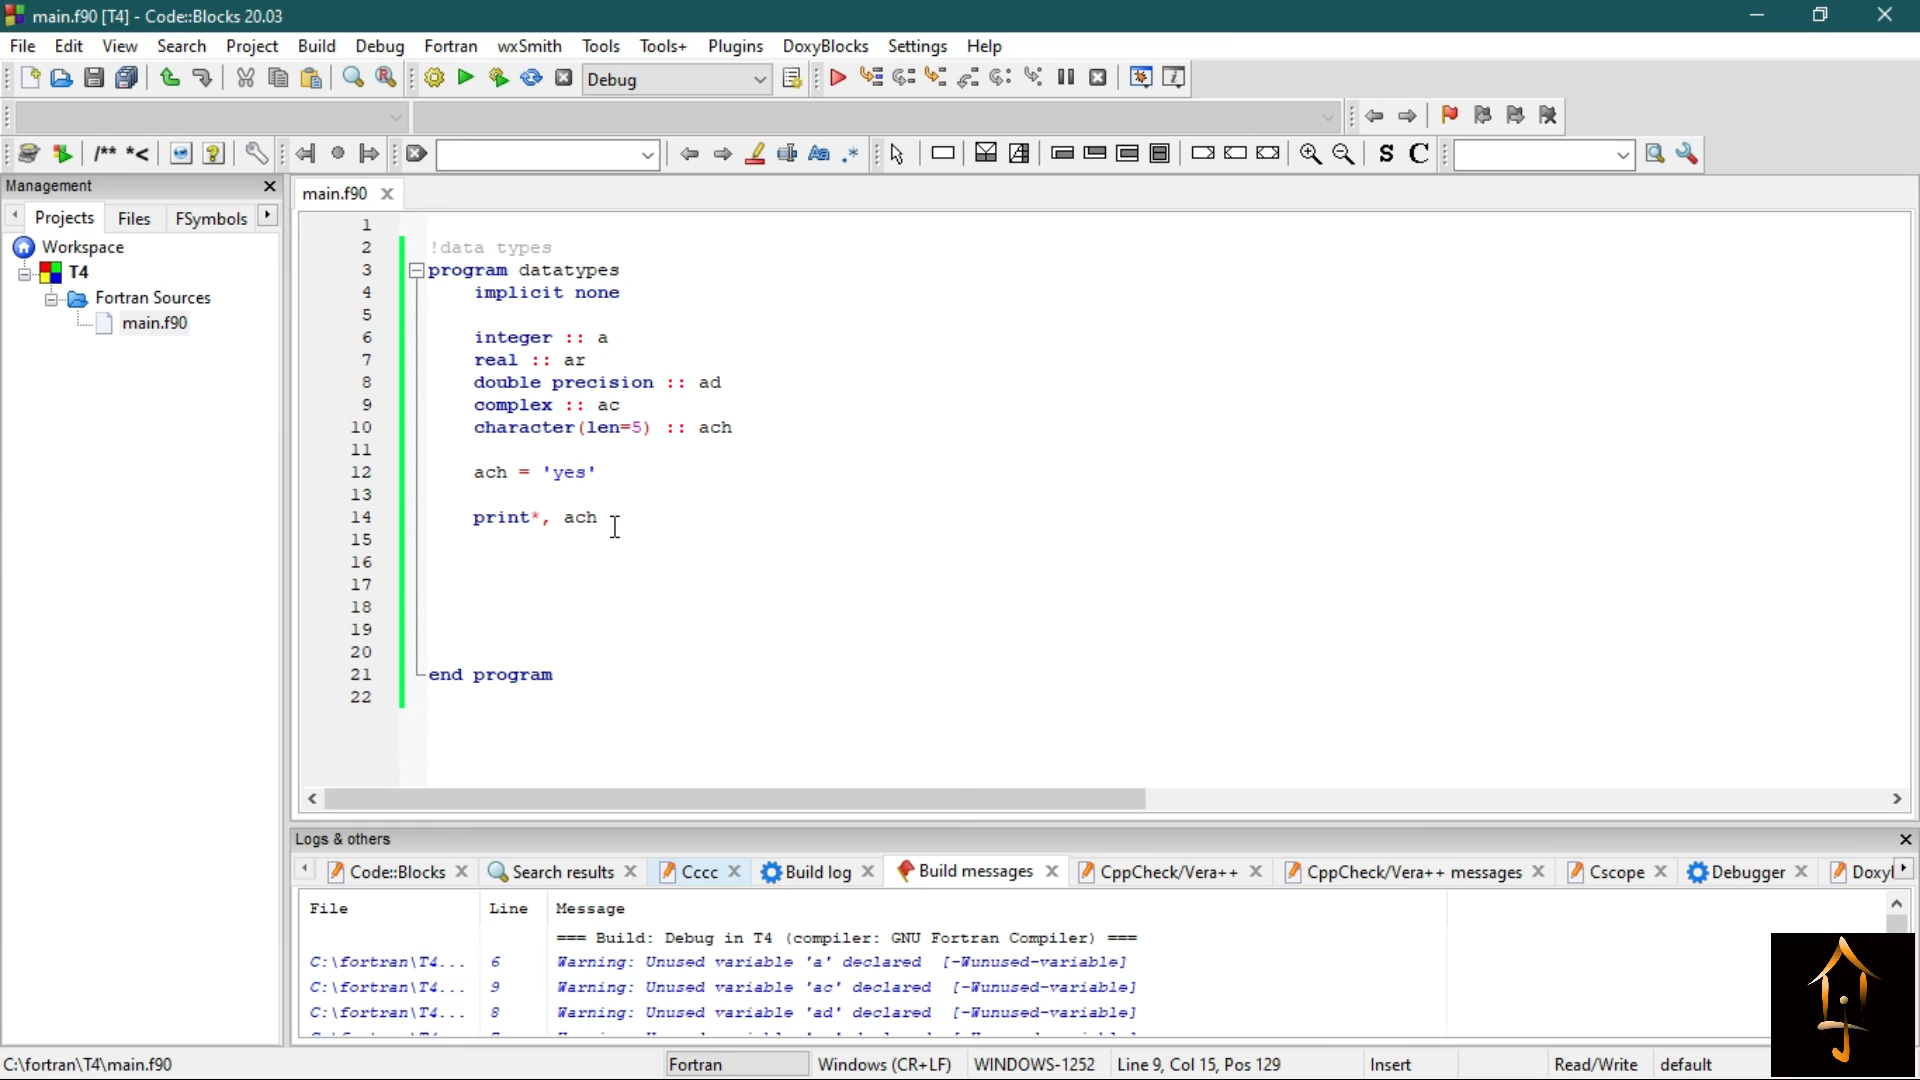 main.f90 [T4] - Code::Blocks 20.03
File Edit View Search Project Build Debug Fortran wxSmith Tools Tools+ Plugins DoxyBlocks Settings Help
Debug
/** *<
Aa .*
S C
Management
Projects Files FSymbols
Workspace
T4
Fortran Sources
main.f90
main.f90
1
2 !data types
3 program datatypes
4 implicit none
5
6 integer :: a
7 real :: ar
8 double precision :: ad
9 complex :: ac
10 character(len=5) :: ach
11
12 ach = 'yes'
13
14 print*, ach
15
16
17
18
19
20
21 end program
22
Logs & others
Code::Blocks Search results Cccc Build log Build messages CppCheck/Vera++ CppCheck/Vera++ messages Cscope Debugger Doxyl
File Line Message
=== Build: Debug in T4 (compiler: GNU Fortran Compiler) ===
C:\fortran\T4... 6 Warning: Unused variable 'a' declared [-Wunused-variable]
C:\fortran\T4... 9 Warning: Unused variable 'ac' declared [-Wunused-variable]
C:\fortran\T4... 8 Warning: Unused variable 'ad' declared [-Wunused-variable]
C:\fortran\T4\main.f90 Fortran Windows (CR+LF) WINDOWS-1252 Line 9, Col 15, Pos 129 Insert Read/Write default